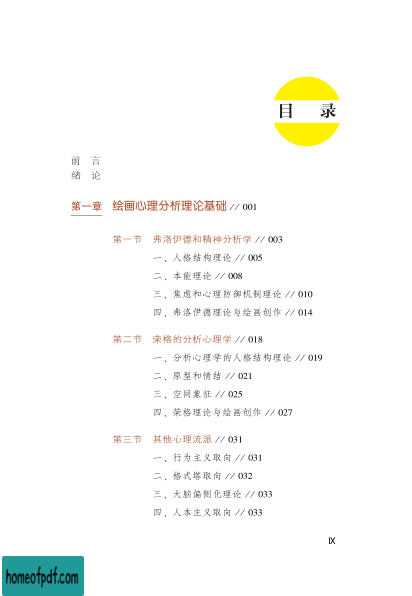 目 录
前 言
绪 论
第一章 绘画心理分析理论基础 // 001
第一节 弗洛伊德和精神分析学 // 003
一、人格结构理论 // 005
二、本能理论 // 008
三、焦虑和心理防御机制理论 // 010
四、弗洛伊德理论与绘画创作 // 014
第二节 荣格的分析心理学 // 018
一、分析心理学的人格结构理论 // 019
二、原型和情结 // 021
三、空间象征 // 025
四、荣格理论与绘画创作 // 027
第三节 其他心理流派 // 031
一、行为主义取向 // 031
二、格式塔取向 // 032
三、大脑偏侧化理论 // 033
四、人本主义取向 // 033
IX
homeofpdf.com